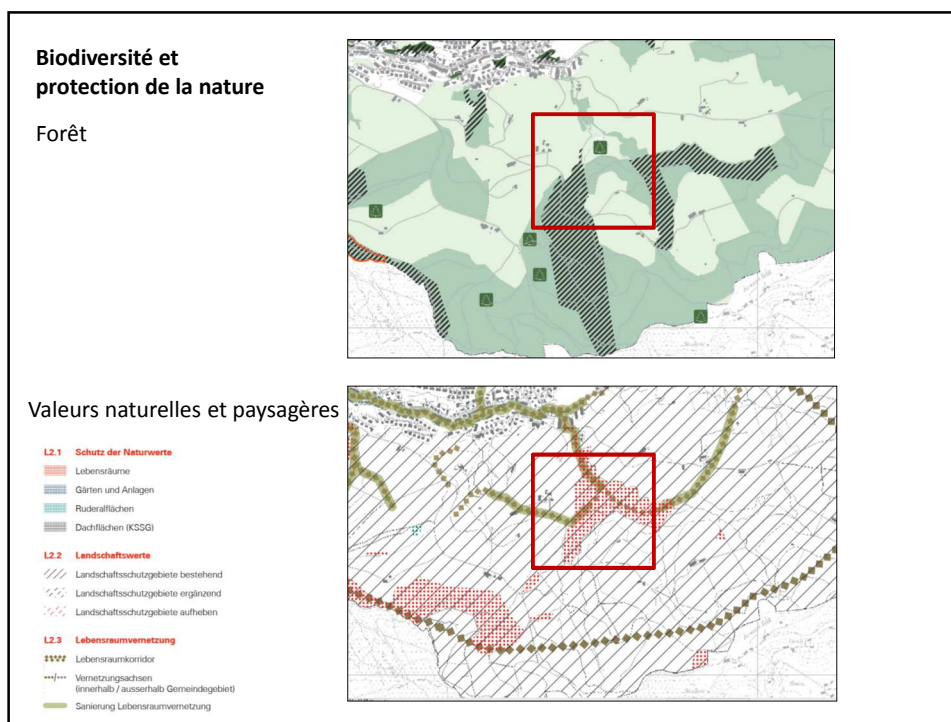 Biodiversité et
protection de la nature
Forêt
Valeurs naturelles et paysagères
L2.1 Schutz der Naturwerte
Lebensräume
Gärten und Anlagen
Ruderalflächen
Dachflächen (KSSG)
L2.2 Landschaftswerte
Landschaftsschutzgebiete bestehend
Landschaftsschutzgebiete ergänzend
Landschaftsschutzgebiete aufheben
L2.3 Lebensraumvernetzung
Lebensraumkorridor
Vernetzungsachsen
(innerhalb / ausserhalb Gemeindegebiet)
Sanierung Lebensraumvernetzung